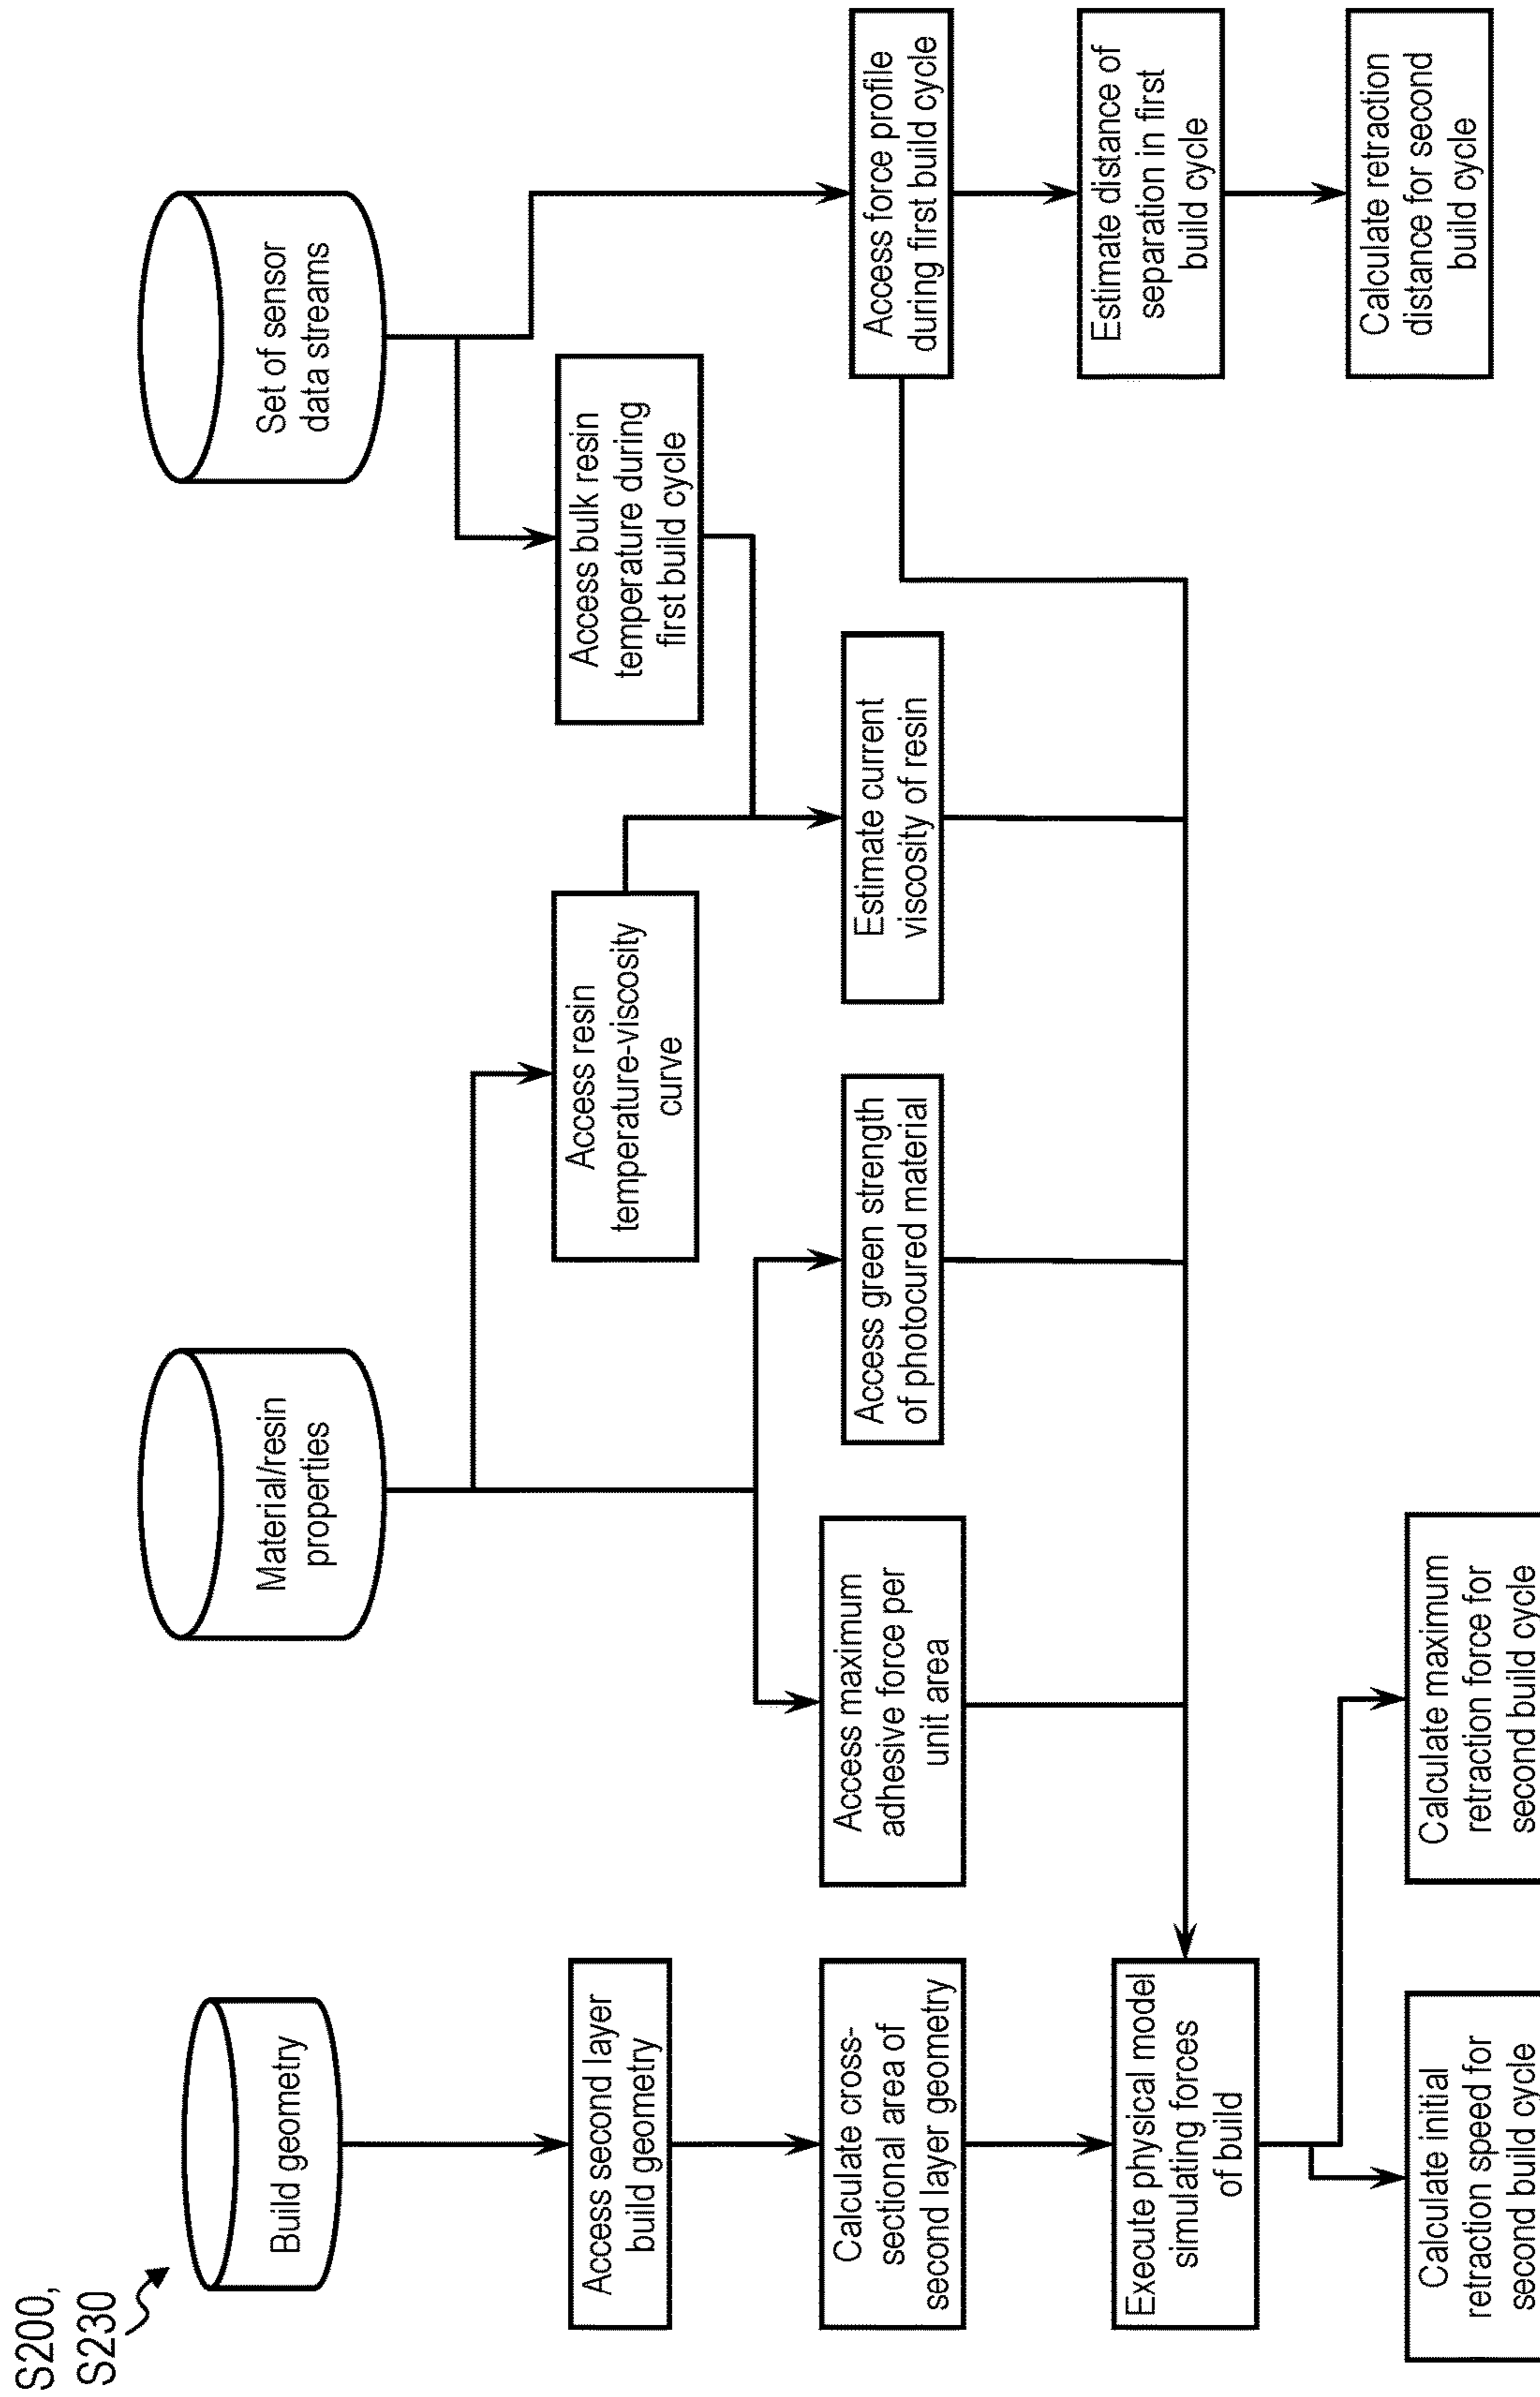 S200,
S230
Build geometry
Material/resin
properties
Set of sensor
data streams
Access second layer
build geometry
Access resin
temperature-viscosity
curve
Access bulk resin
temperature during
first build cycle
Calculate cross-
sectional area of
second layer geometry
Access maximum
adhesive force per
unit area
Access green strength
of photocured material
Estimate current
viscosity of resin
Access force profile
during first build cycle
Execute physical model
simulating forces
of build
Estimate distance of
separation in first
build cycle
Calculate initial
retraction speed for
second build cycle
Calculate maximum
retraction force for
second build cycle
Calculate retraction
distance for second
build cycle